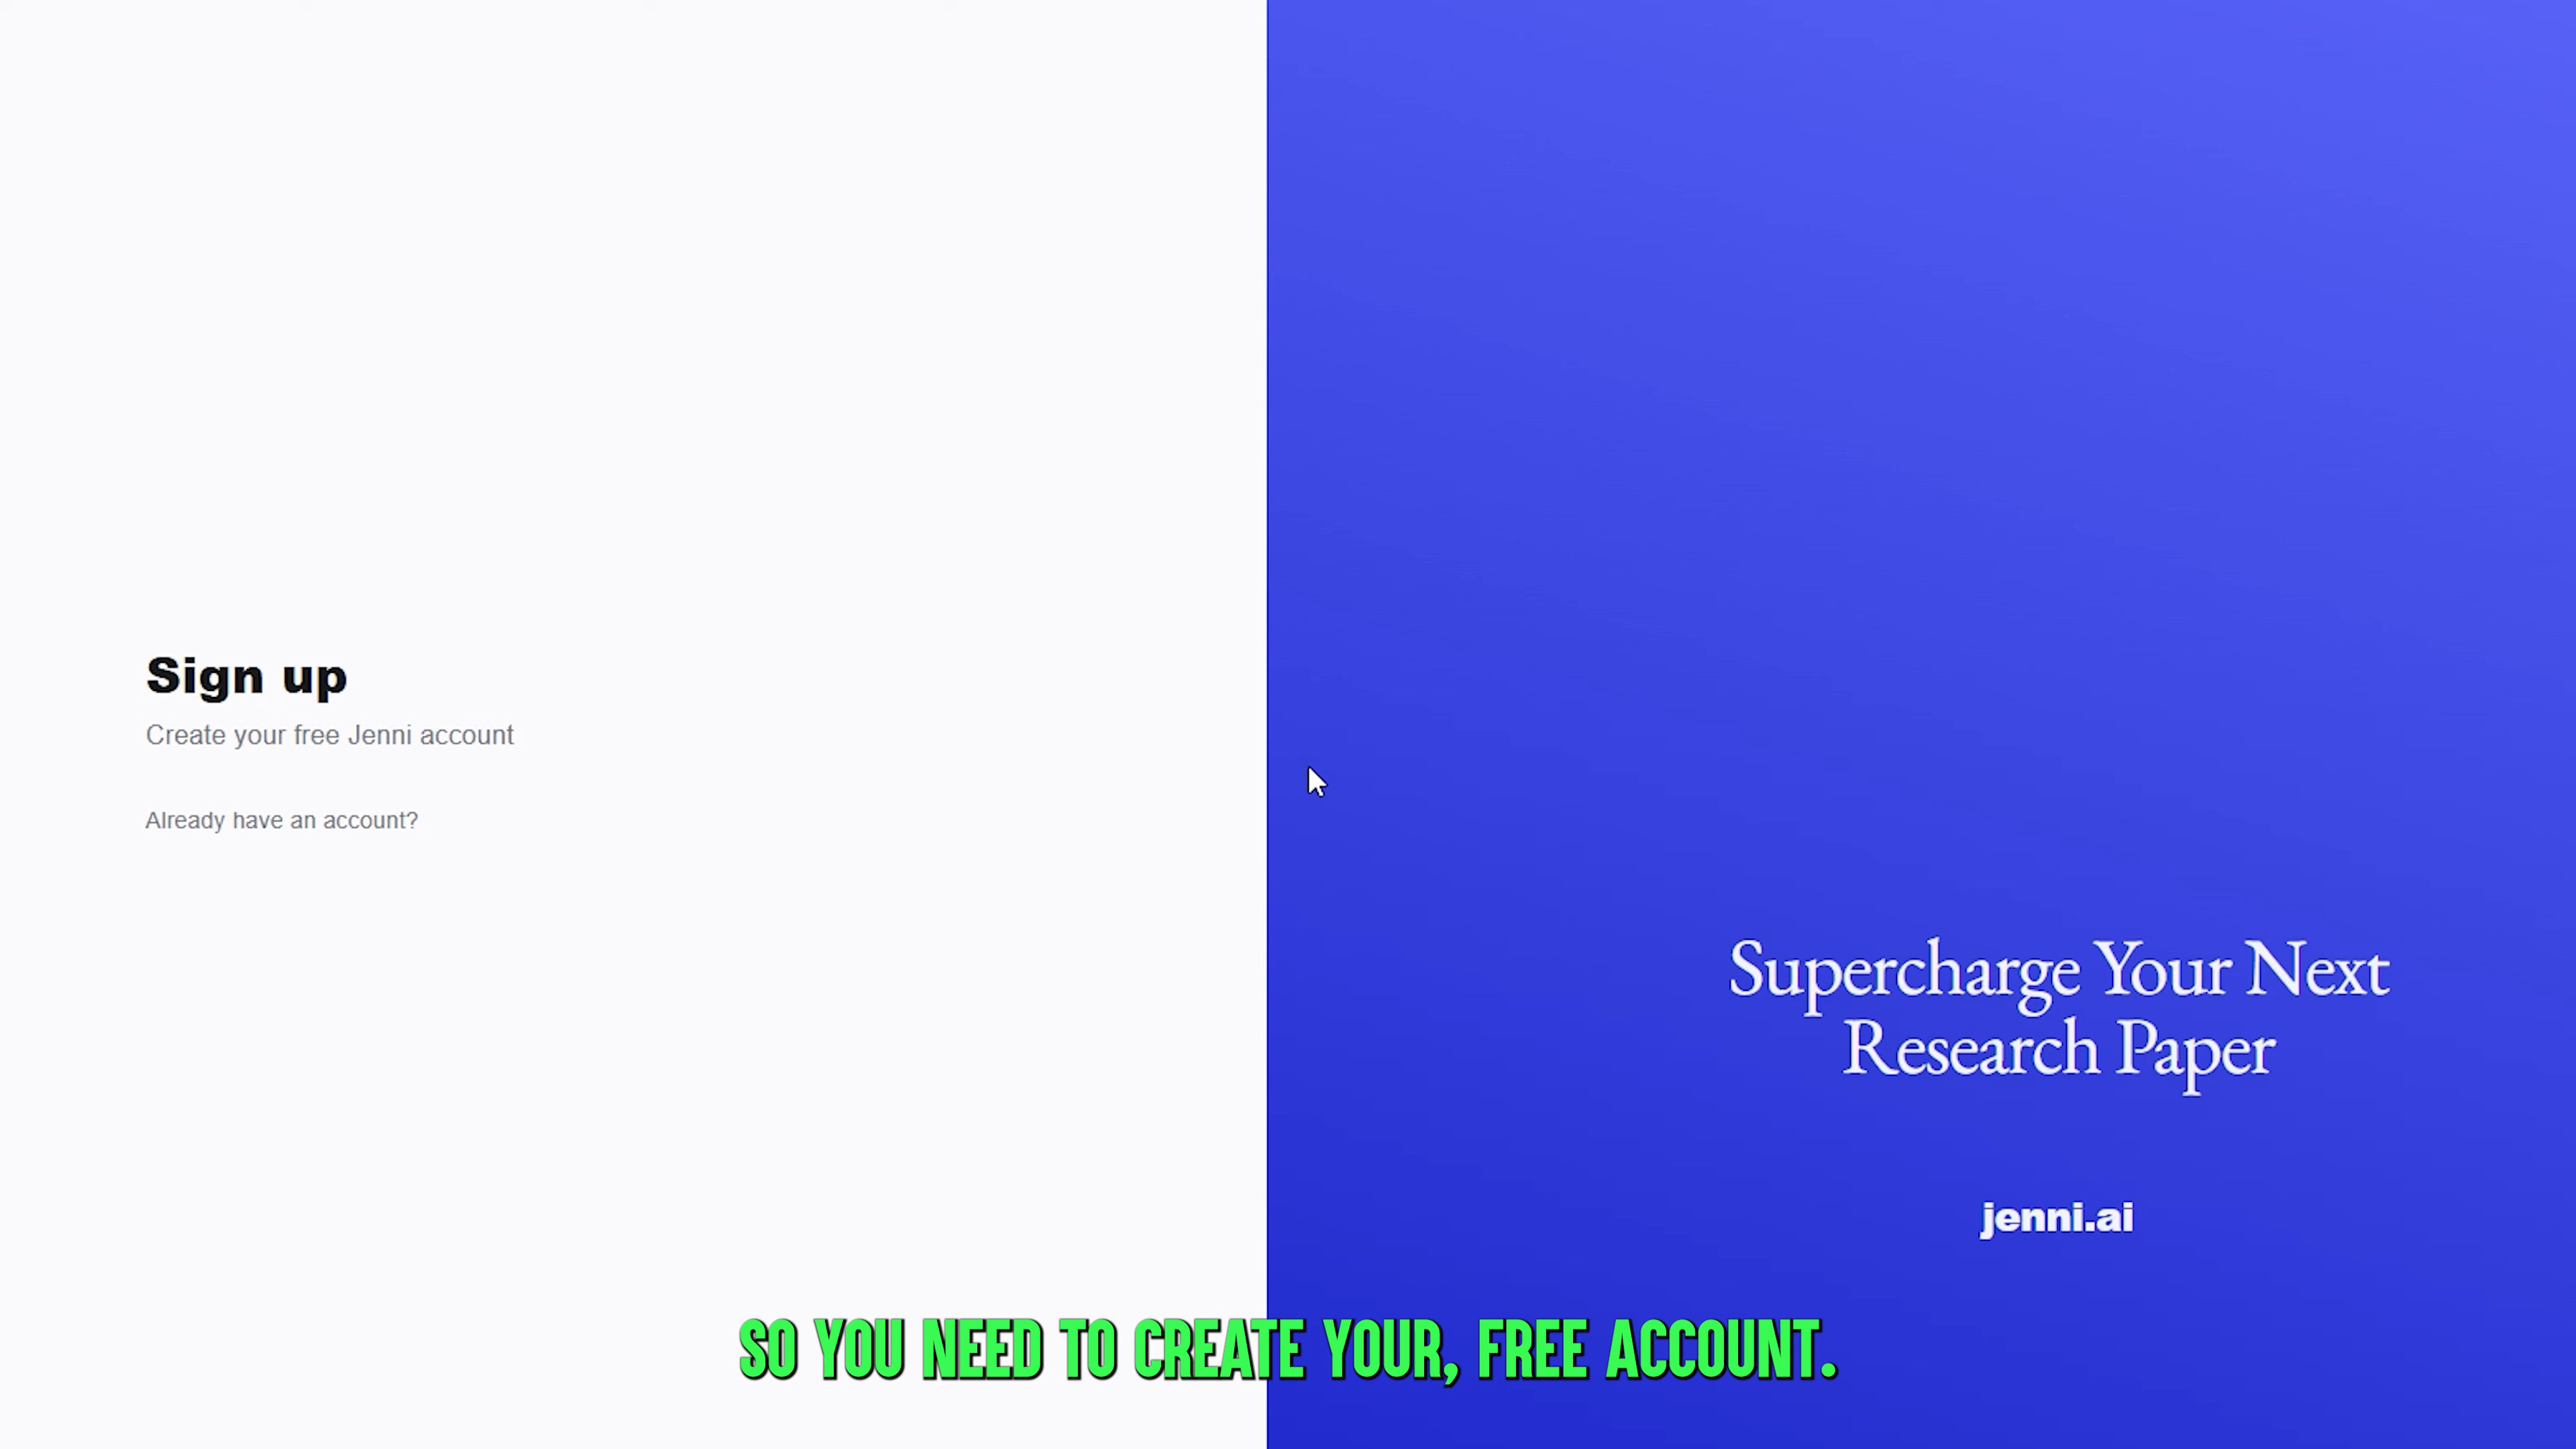 Sign up
Create your free Jenni account
Already have an account?
Supercharge Your Next
Research Paper
jenni.ai
SO YOU NEED TO CREATE YOUR, FREE ACCOUNT.